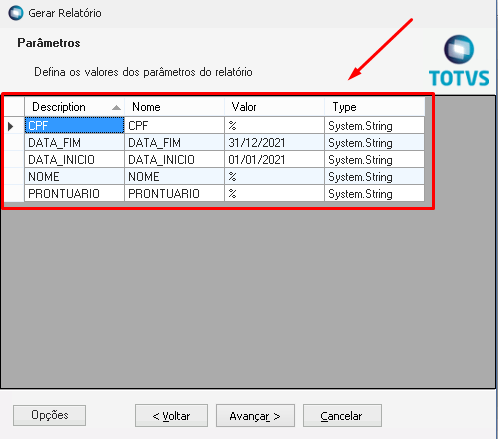 Gerar Relatório
Parâmetros
Defina os valores dos parâmetros do relatório
TOTVS
Description Nome Valor Type
CPF CPF % System.String
DATA_FIM DATA_FIM 31/12/2021 System.String
DATA_INICIO DATA_INICIO 01/01/2021 System.String
NOME NOME % System.String
PRONTUARIO PRONTUARIO % System.String
Opções < Voltar Avançar > Cancelar